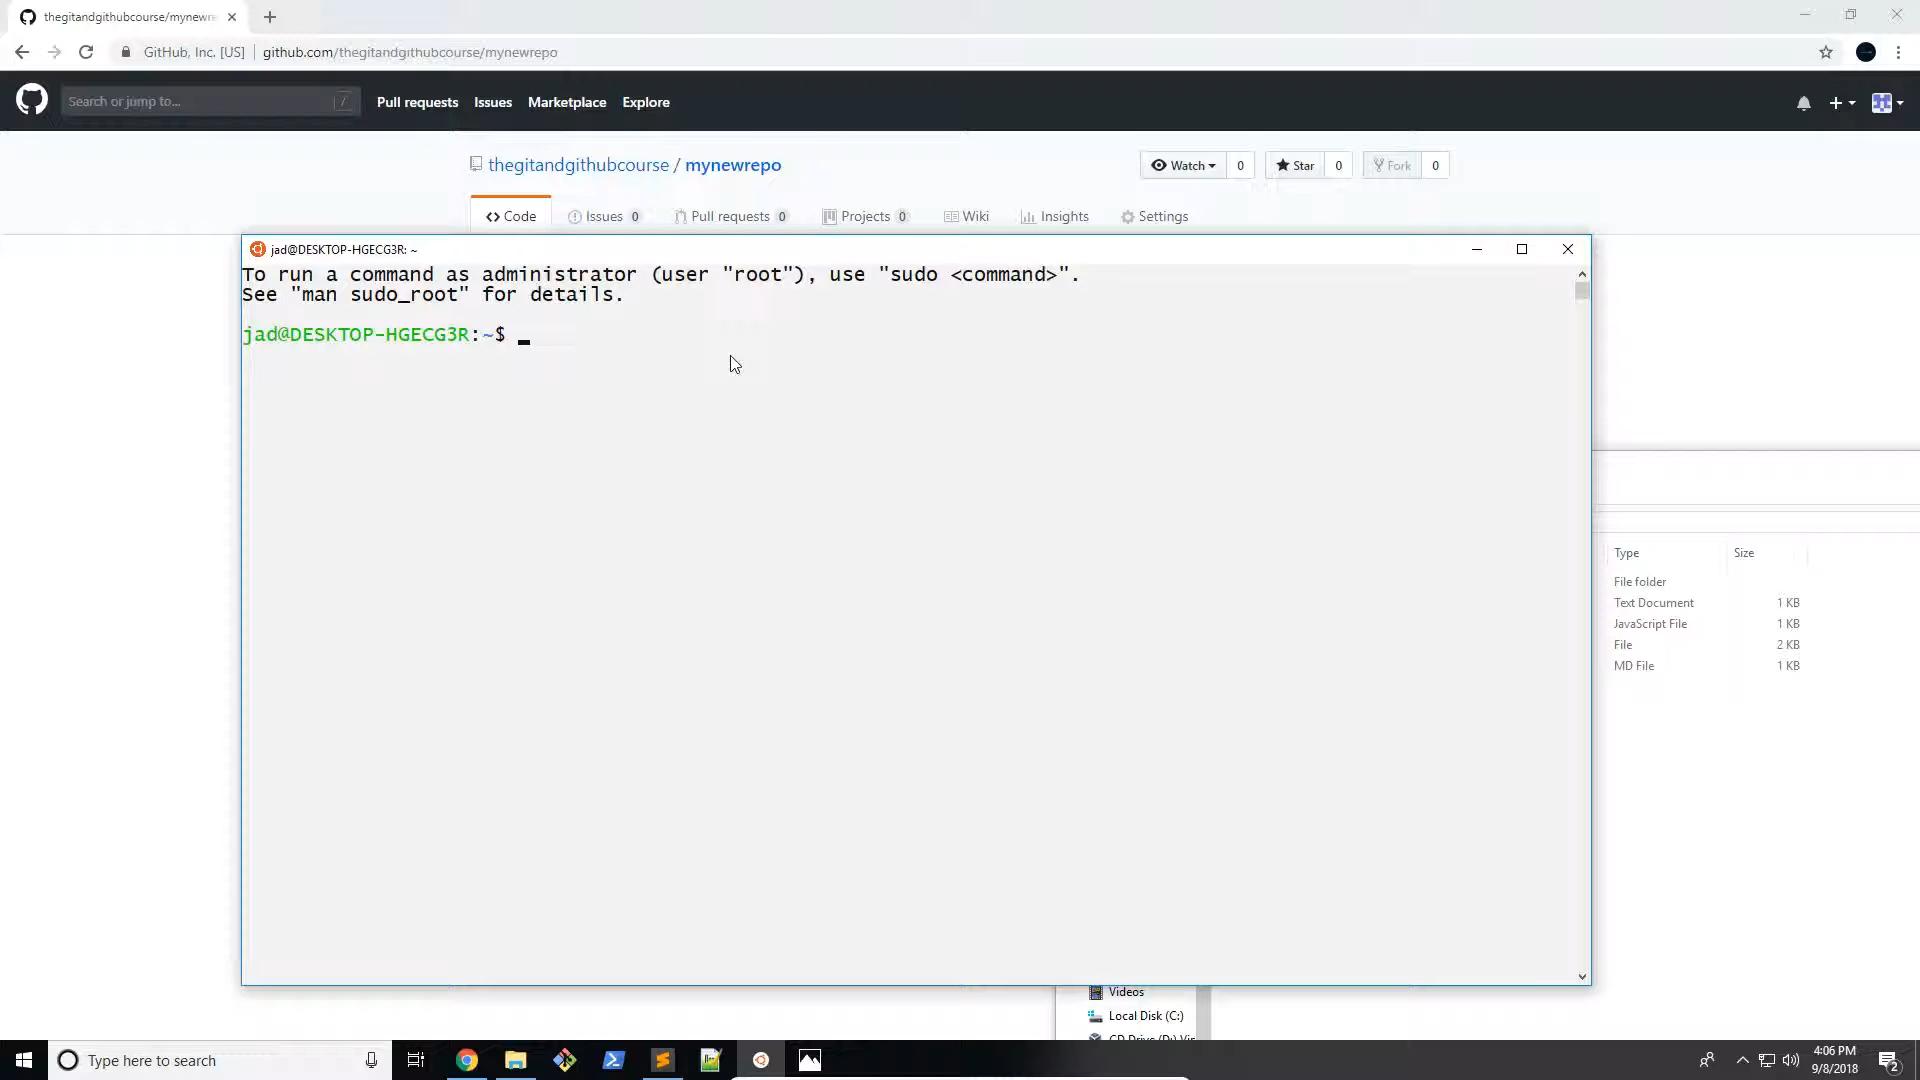 thegitandgithubcourse/mynewre
GitHub, Inc. [US] | github.com/thegitandgithubcourse/mynewrepo
Search or jump to... /
Pull requests Issues Marketplace Explore
thegitandgithubcourse / mynewrepo
Watch 0 Star 0 Fork 0
Code Issues 0 Pull requests 0 Projects 0 Wiki Insights Settings
jad@DESKTOP-HGECG3R: ~
To run a command as administrator (user "root"), use "sudo <command>".
See "man sudo_root" for details.
jad@DESKTOP-HGECG3R:~$
Type Size
File folder
Text Document 1 KB
JavaScript File 1 KB
File 2 KB
MD File 1 KB
Videos
Local Disk (C:)
CD Drive (D:) Vir
Type here to search
4:06 PM
9/8/2018
2